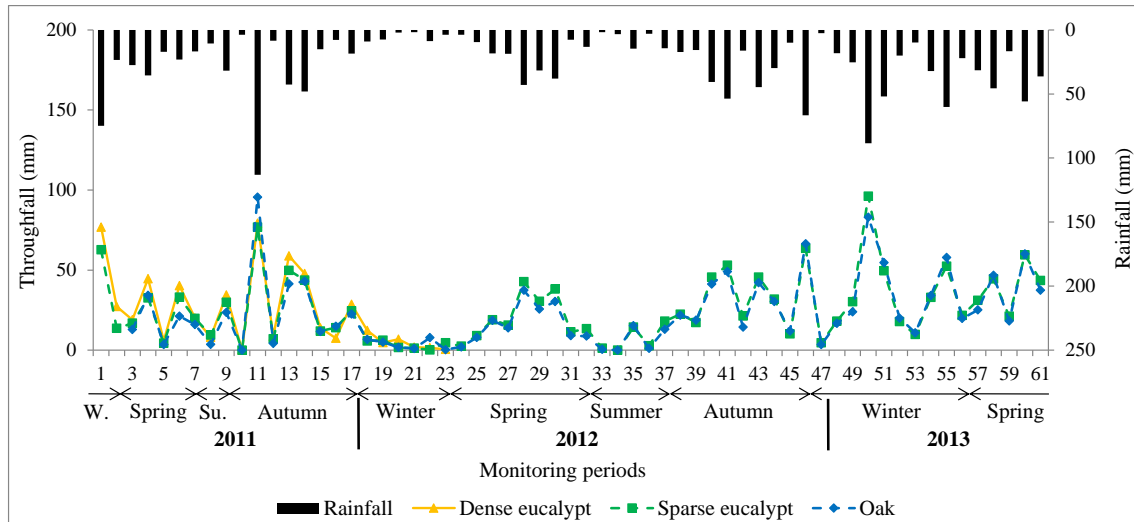 200 0
150 50
100 100
150
50 200
0 250
Throughfall (mm)
Rainfall (mm)
1 3 5 7 9 11 13 15 17 19 21 23 25 27 29 31 33 35 37 39 41 43 45 47 49 51 53 55 57 59 61
W. Spring Su. Autumn Winter Spring Summer Autumn Winter Spring
2011 2012 2013
Monitoring periods
Rainfall Dense eucalypt Sparse eucalypt Oak